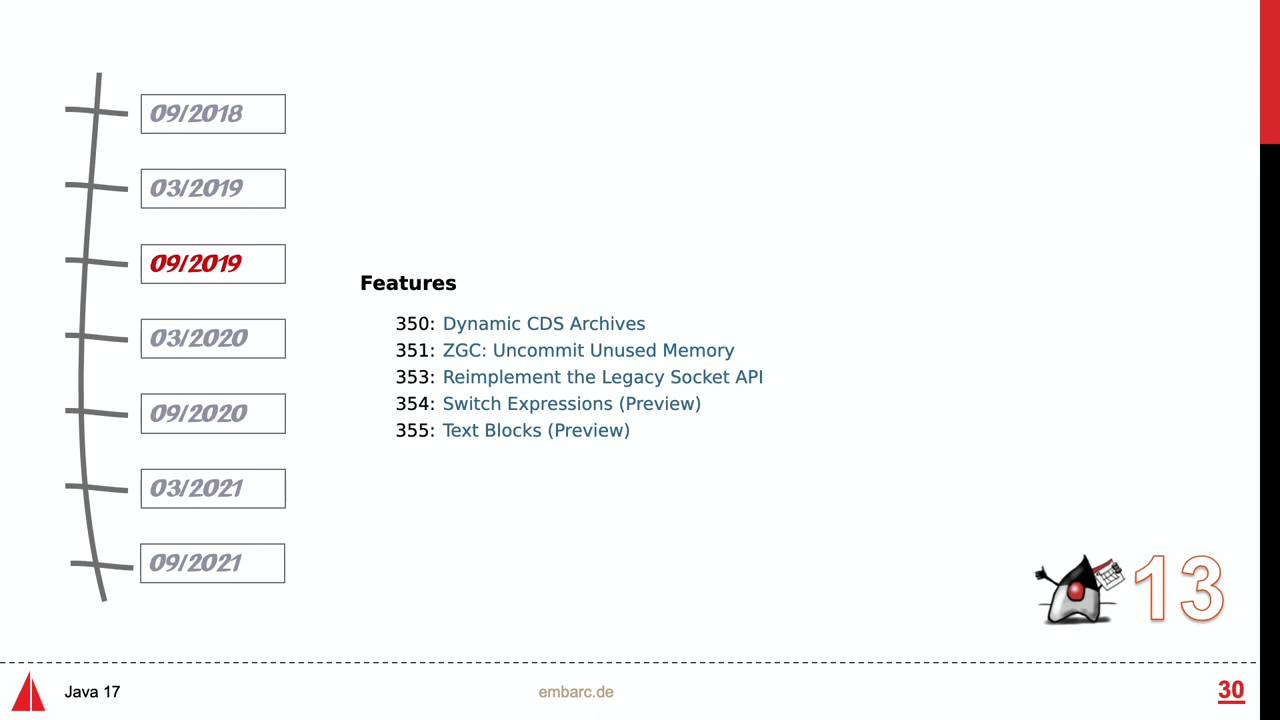 09/2018
03/2019
09/2019
03/2020
09/2020
03/2021
09/2021
Features
350: Dynamic CDS Archives
351: ZGC: Uncommit Unused Memory
353: Reimplement the Legacy Socket API
354: Switch Expressions (Preview)
355: Text Blocks (Preview)
13
Java 17
embarc.de
30